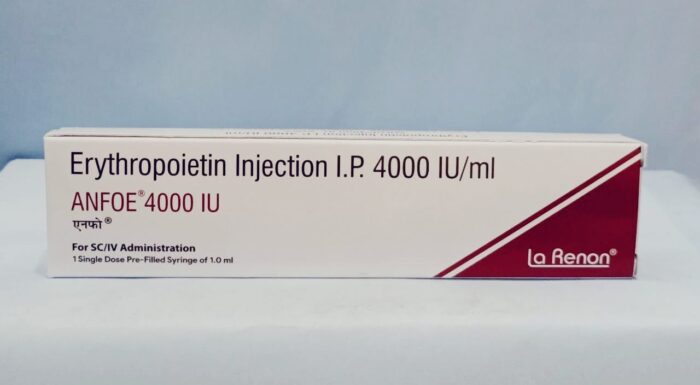 Erythropoietin Injection I.P. 4000 IU/ml
ANFOE® 4000 IU
एनफो®
For SC/IV Administration
1 Single Dose Pre-Filled Syringe of 1.0 ml
La Renon®